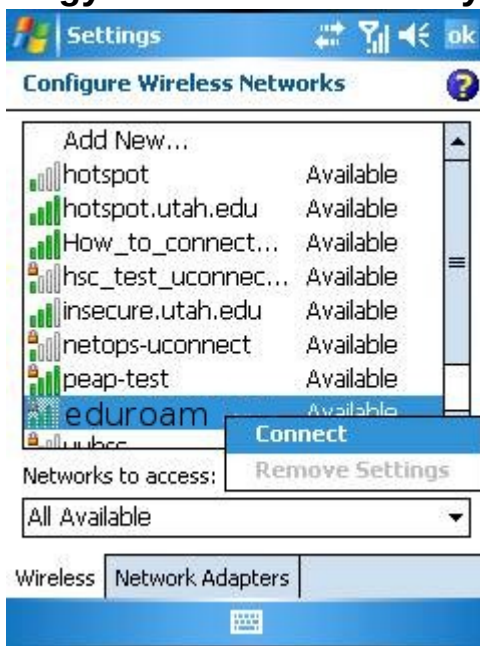 Settings ok
Configure Wireless Networks ?
Add New...
hotspot Available
hotspot.utah.edu Available
How_to_connect... Available
hsc_test_uconnec... Available
insecure.utah.edu Available
netops-uconnect Available
peap-test Available
eduroam Available
Connect
Remove Settings
Networks to access:
All Available
Wireless Network Adapters